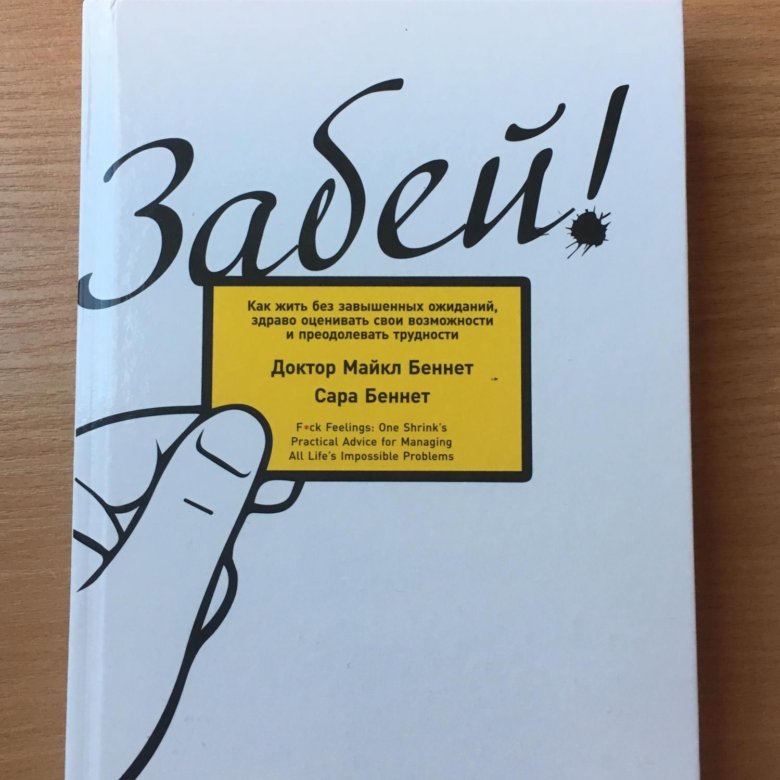 Забей!
Как жить без завышенных ожиданий,
здраво оценивать свои возможности
и преодолевать трудности
Доктор Майкл Беннет
Сара Беннет
F*ck Feelings: One Shrink's
Practical Advice for Managing
All Life's Impossible Problems